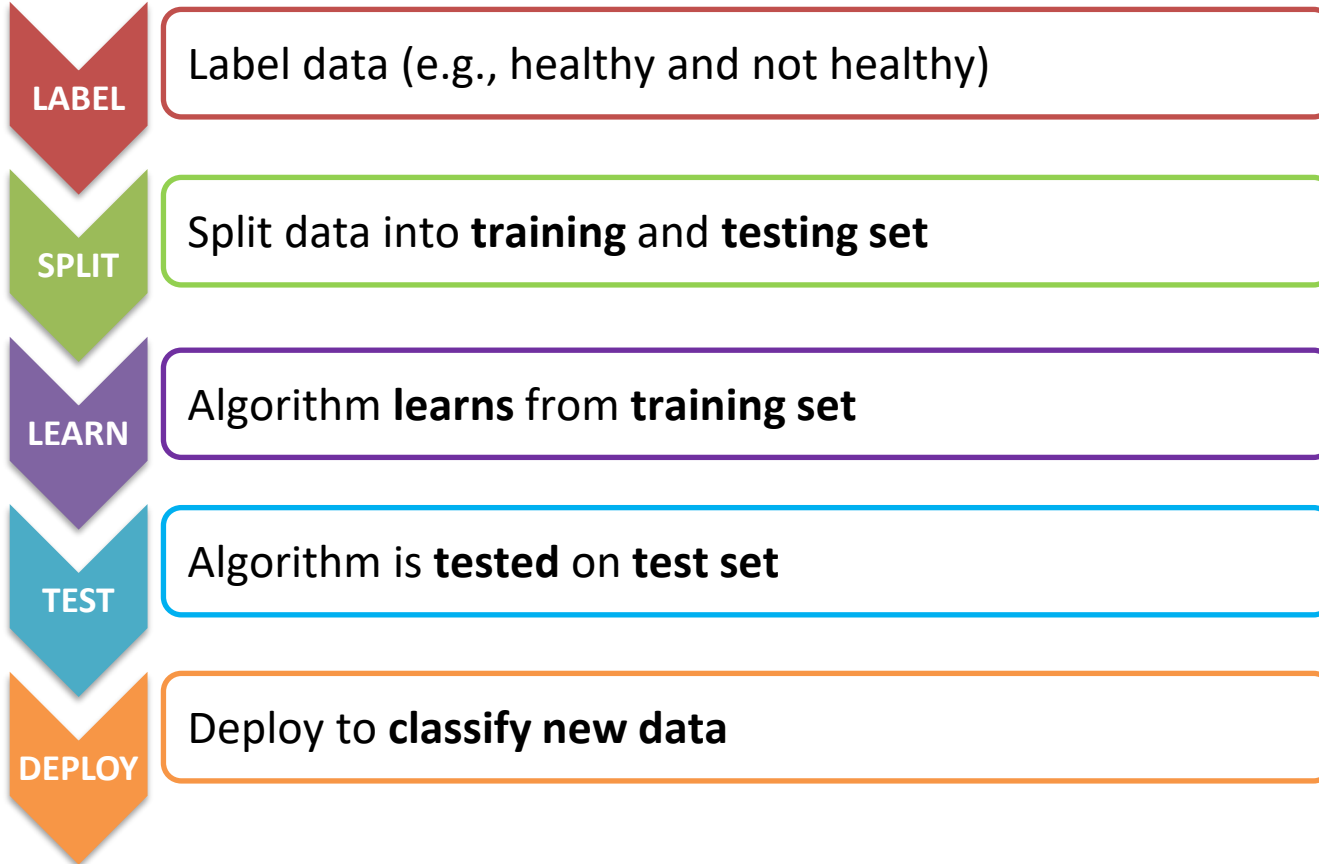 LABEL
Label data (e.g., healthy and not healthy)
SPLIT
Split data into training and testing set
LEARN
Algorithm learns from training set
TEST
Algorithm is tested on test set
DEPLOY
Deploy to classify new data